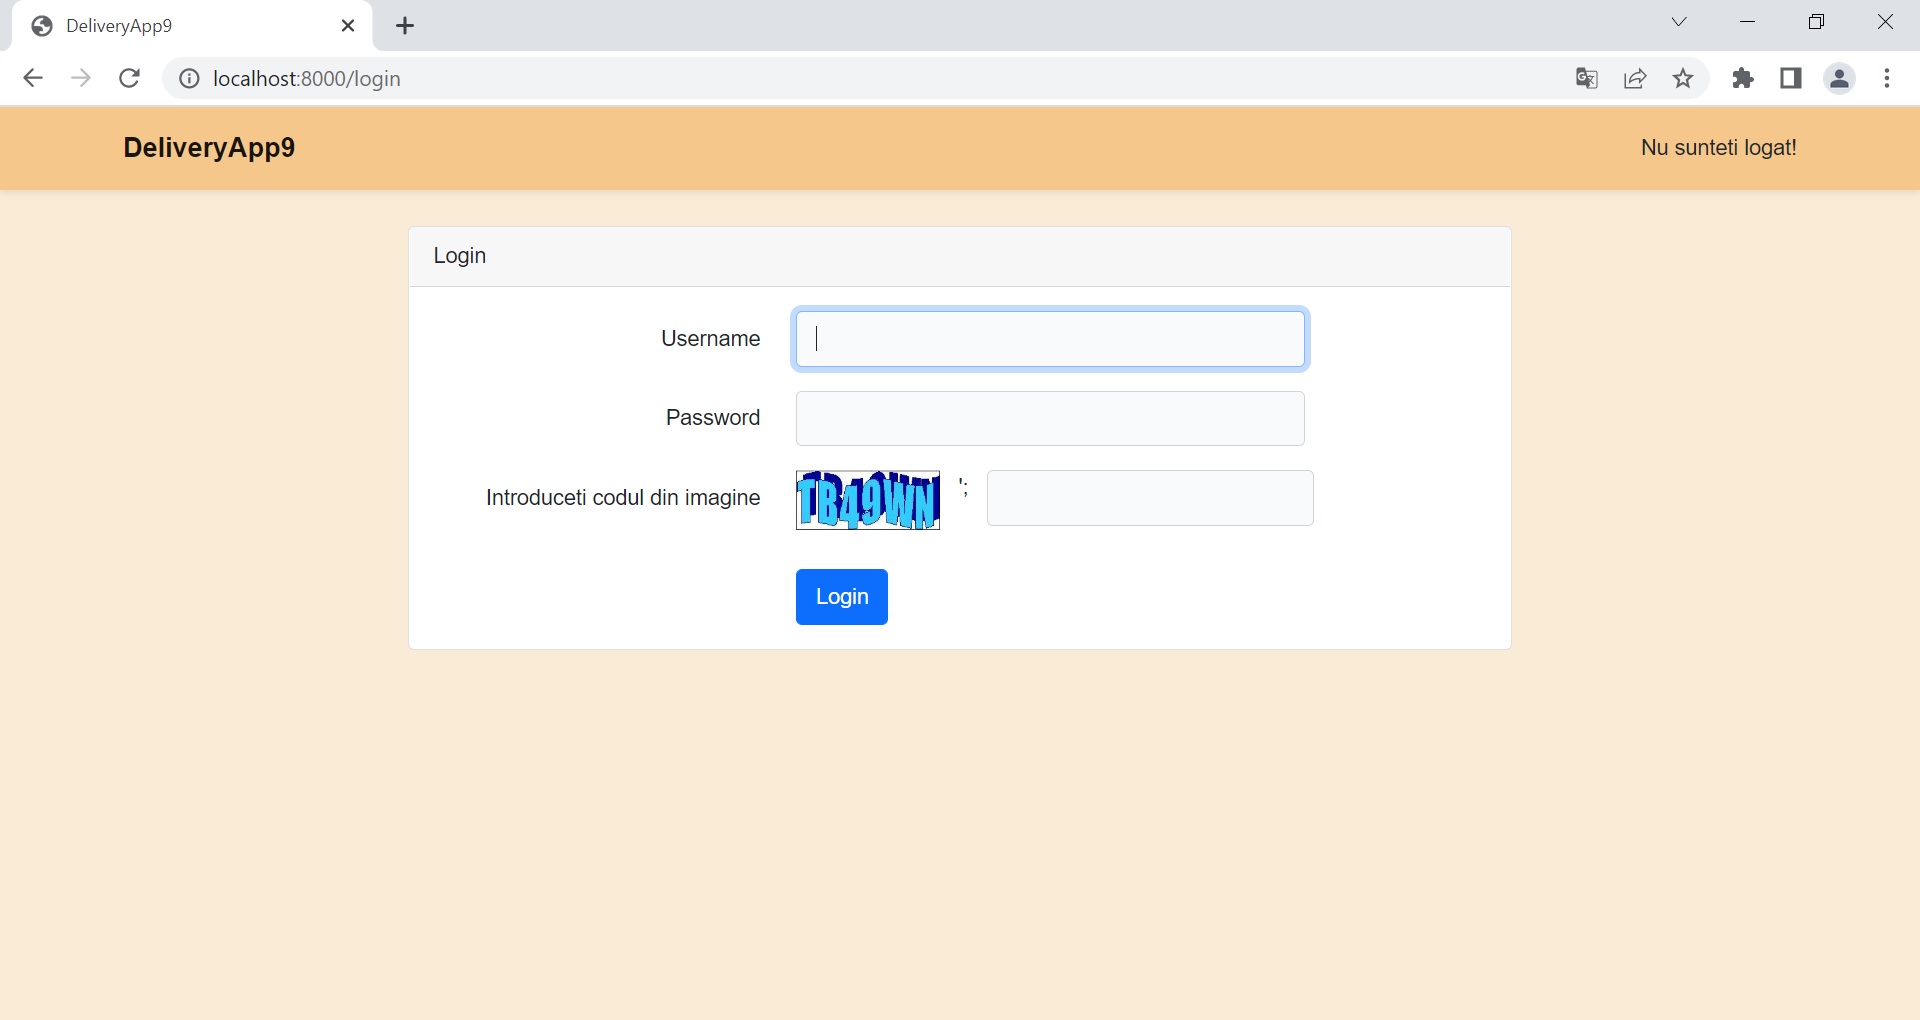 DeliveryApp9
localhost:8000/login
DeliveryApp9
Nu sunteti logat!
Login
Username
Password
Introduceti codul din imagine
TB49WN
';
Login